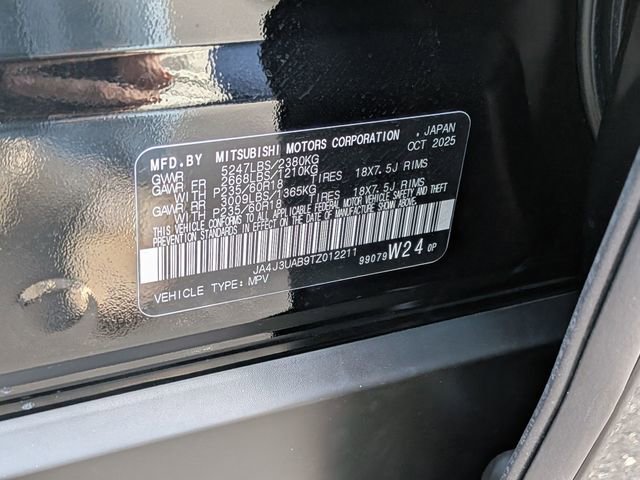 MFD.BY MITSUBISHI MOTORS CORPORATION , JAPAN
GVWR 5247LBS/2380KG OCT 2025
GAWR FR 2668LBS/1210KG
WITH P235/60R18 TIRES 18X7.5J RIMS
GAWR RR 3009LBS/1365KG
WITH P235/60R18 TIRES 18X7.5J RIMS
THIS VEHICLE CONFORMS TO ALL APPLICABLE FEDERAL MOTOR VEHICLE SAFETY, BUMPER AND THEFT
PREVENTION STANDARDS IN EFFECT ON THE DATE OF MANUFACTURE SHOWN ABOVE.
JA4J3UAB9TZ012211
99079 W24 0P
VEHICLE TYPE: MPV